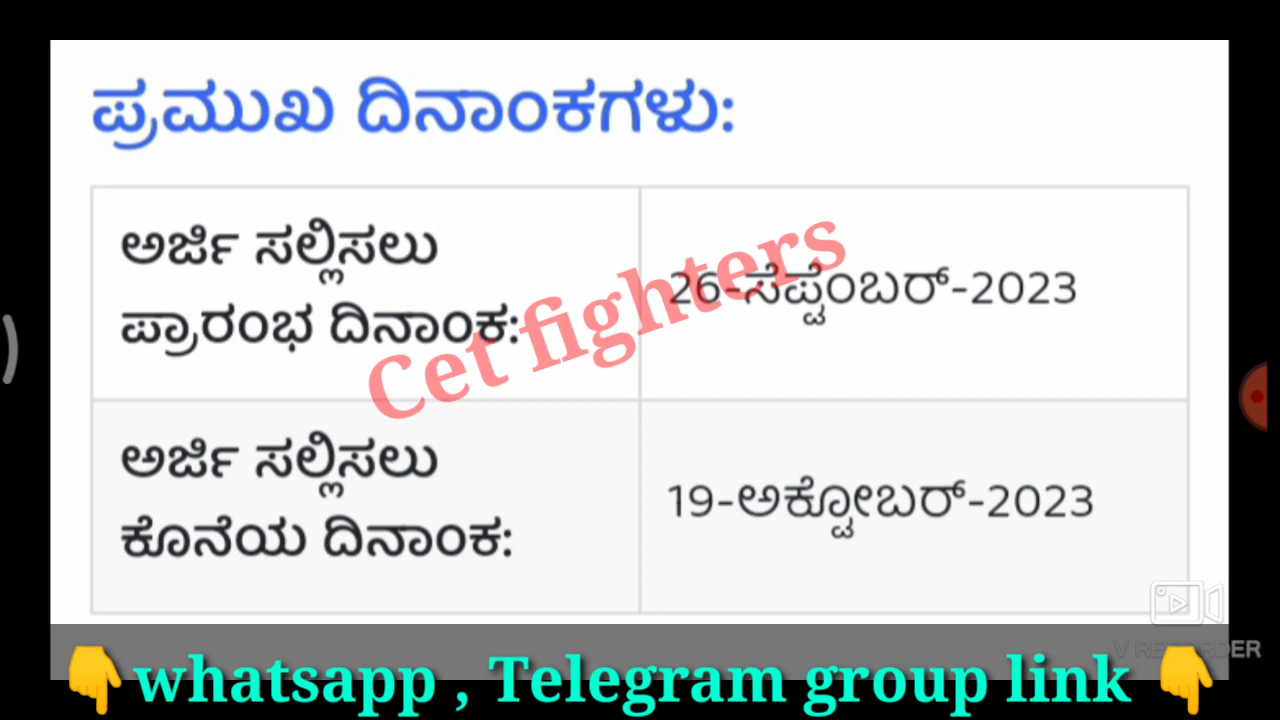 ಪ್ರಮುಖ ದಿನಾಂಕಗಳು:
ಅರ್ಜಿ ಸಲ್ಲಿಸಲು
ಪ್ರಾರಂಭ ದಿನಾಂಕ:
26-ಸೆಪ್ಟೆಂಬರ್-2023
Cet fighters
ಅರ್ಜಿ ಸಲ್ಲಿಸಲು
ಕೊನೆಯ ದಿನಾಂಕ:
19-ಅಕ್ಟೋಬರ್-2023
V RECORDER
👇whatsapp , Telegram group link 👇